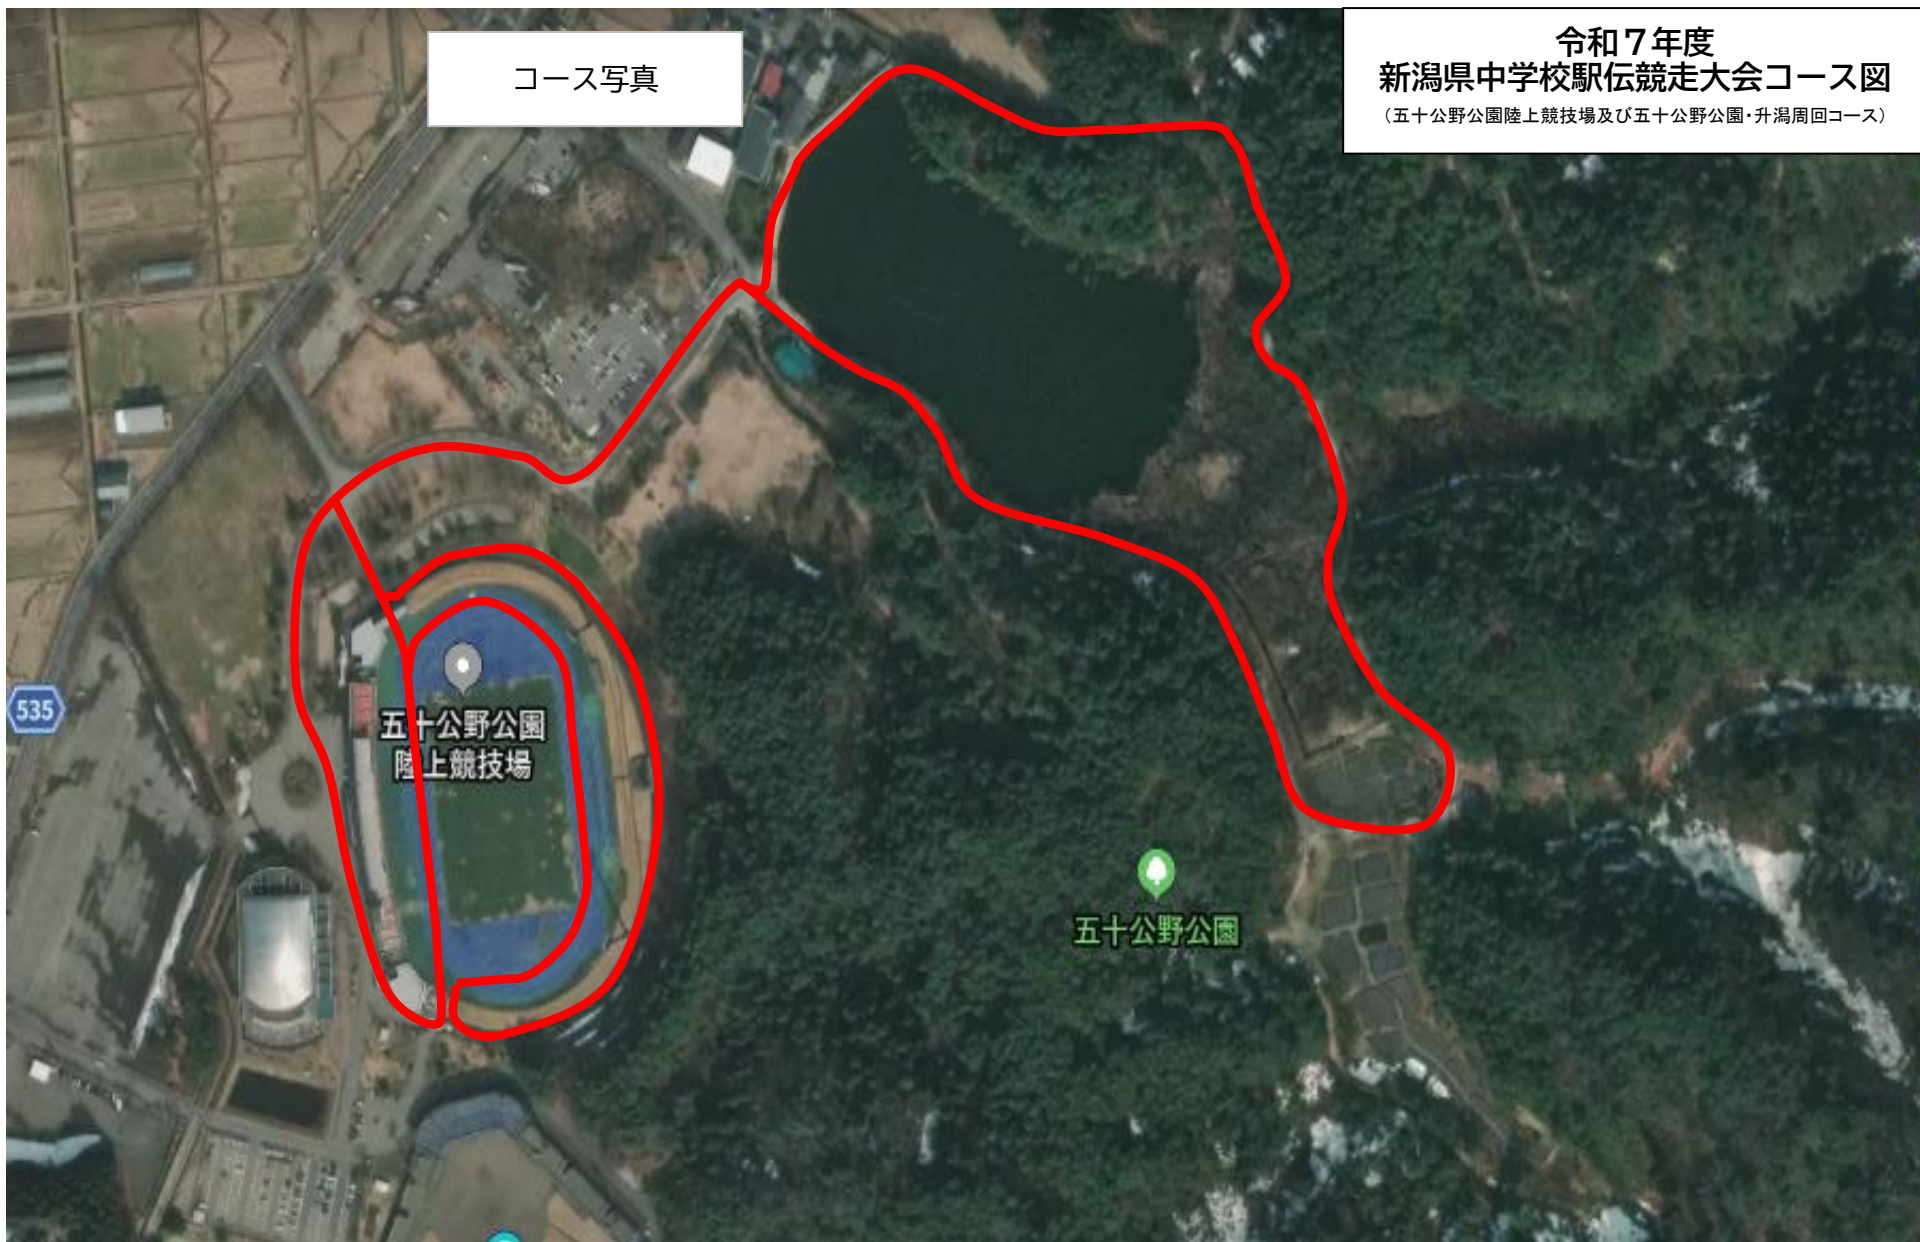 コース写真
令和７年度
新潟県中学校駅伝競走大会コース図
（五十公野公園陸上競技場及び五十公野公園・升潟周回コース）
535
五十公野公園
陸上競技場
五十公野公園